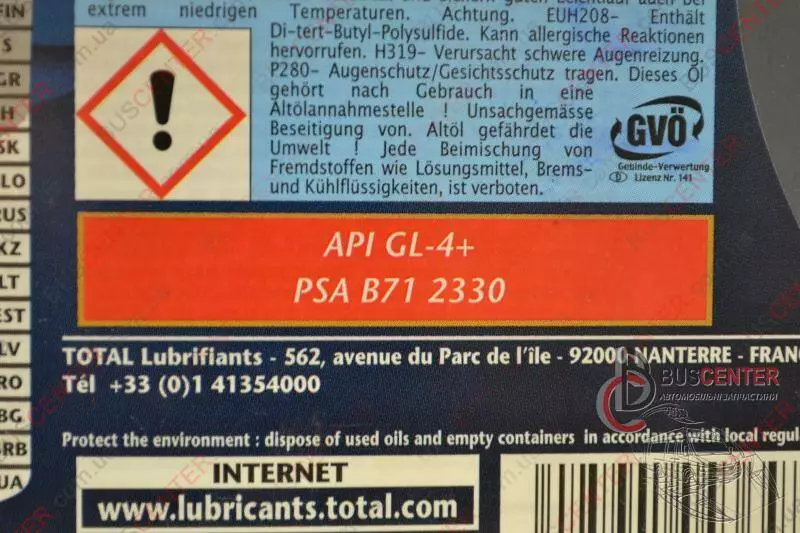 FIN
S
GR
H
SK
SLO
RUS
KZ
LT
EST
LV
RO
BG
SRB
UA
extrem niedrigen Temperaturen. Achtung. EUH208- Enthält
Di-tert-Butyl-Polysulfide. Kann allergische Reaktionen
hervorrufen. H319- Verursacht schwere Augenreizung.
P280- Augenschutz/Gesichtsschutz tragen. Dieses Öl
gehört nach Gebrauch in eine
Altölannahmestelle ! Unsachgemässe
Beseitigung von. Altöl gefährdet die
Umwelt ! Jede Beimischung von
Fremdstoffen wie Lösungsmittel, Brems-
und Kühlflüssigkeiten, ist verboten.
GVÖ
Gebinde-Verwertung
D Lizenz Nr. 141
API GL-4+
PSA B71 2330
TOTAL Lubrifiants - 562, avenue du Parc de l'île - 92000 NANTERRE - FRANC
Tél +33 (0)1 41354000
BUSCENTER
АВТОМОБІЛЬНІ ЗАПЧАСТИНИ
Protect the environment : dispose of used oils and empty containers in accordance with local regul
INTERNET
www.lubricants.total.com